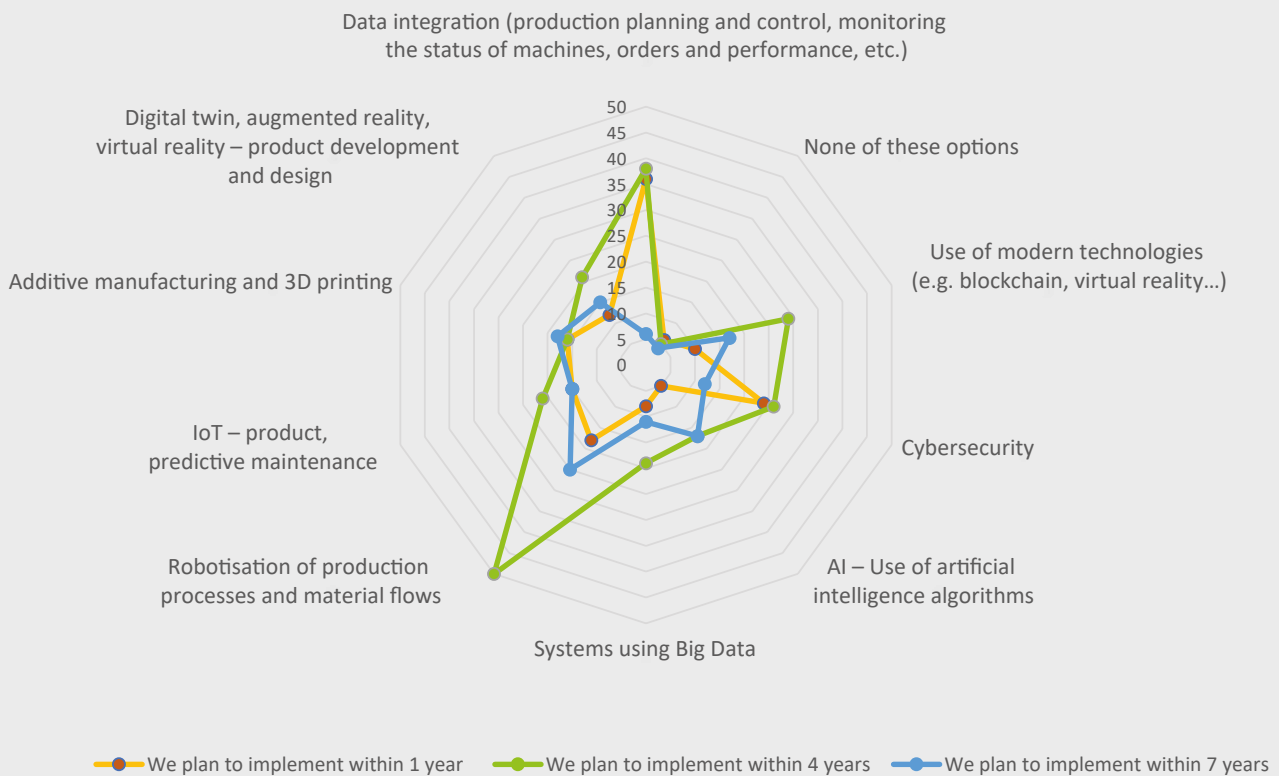 Data integration (production planning and control, monitoring
the status of machines, orders and performance, etc.)
Digital twin, augmented reality,
virtual reality – product development
and design
None of these options
50
45
40
35
30
25
20
15
10
5
0
Use of modern technologies
(e.g. blockchain, virtual reality...)
Additive manufacturing and 3D printing
IoT – product,
predictive maintenance
Cybersecurity
Robotisation of production
processes and material flows
AI – Use of artificial
intelligence algorithms
Systems using Big Data
We plan to implement within 1 year
We plan to implement within 4 years
We plan to implement within 7 years